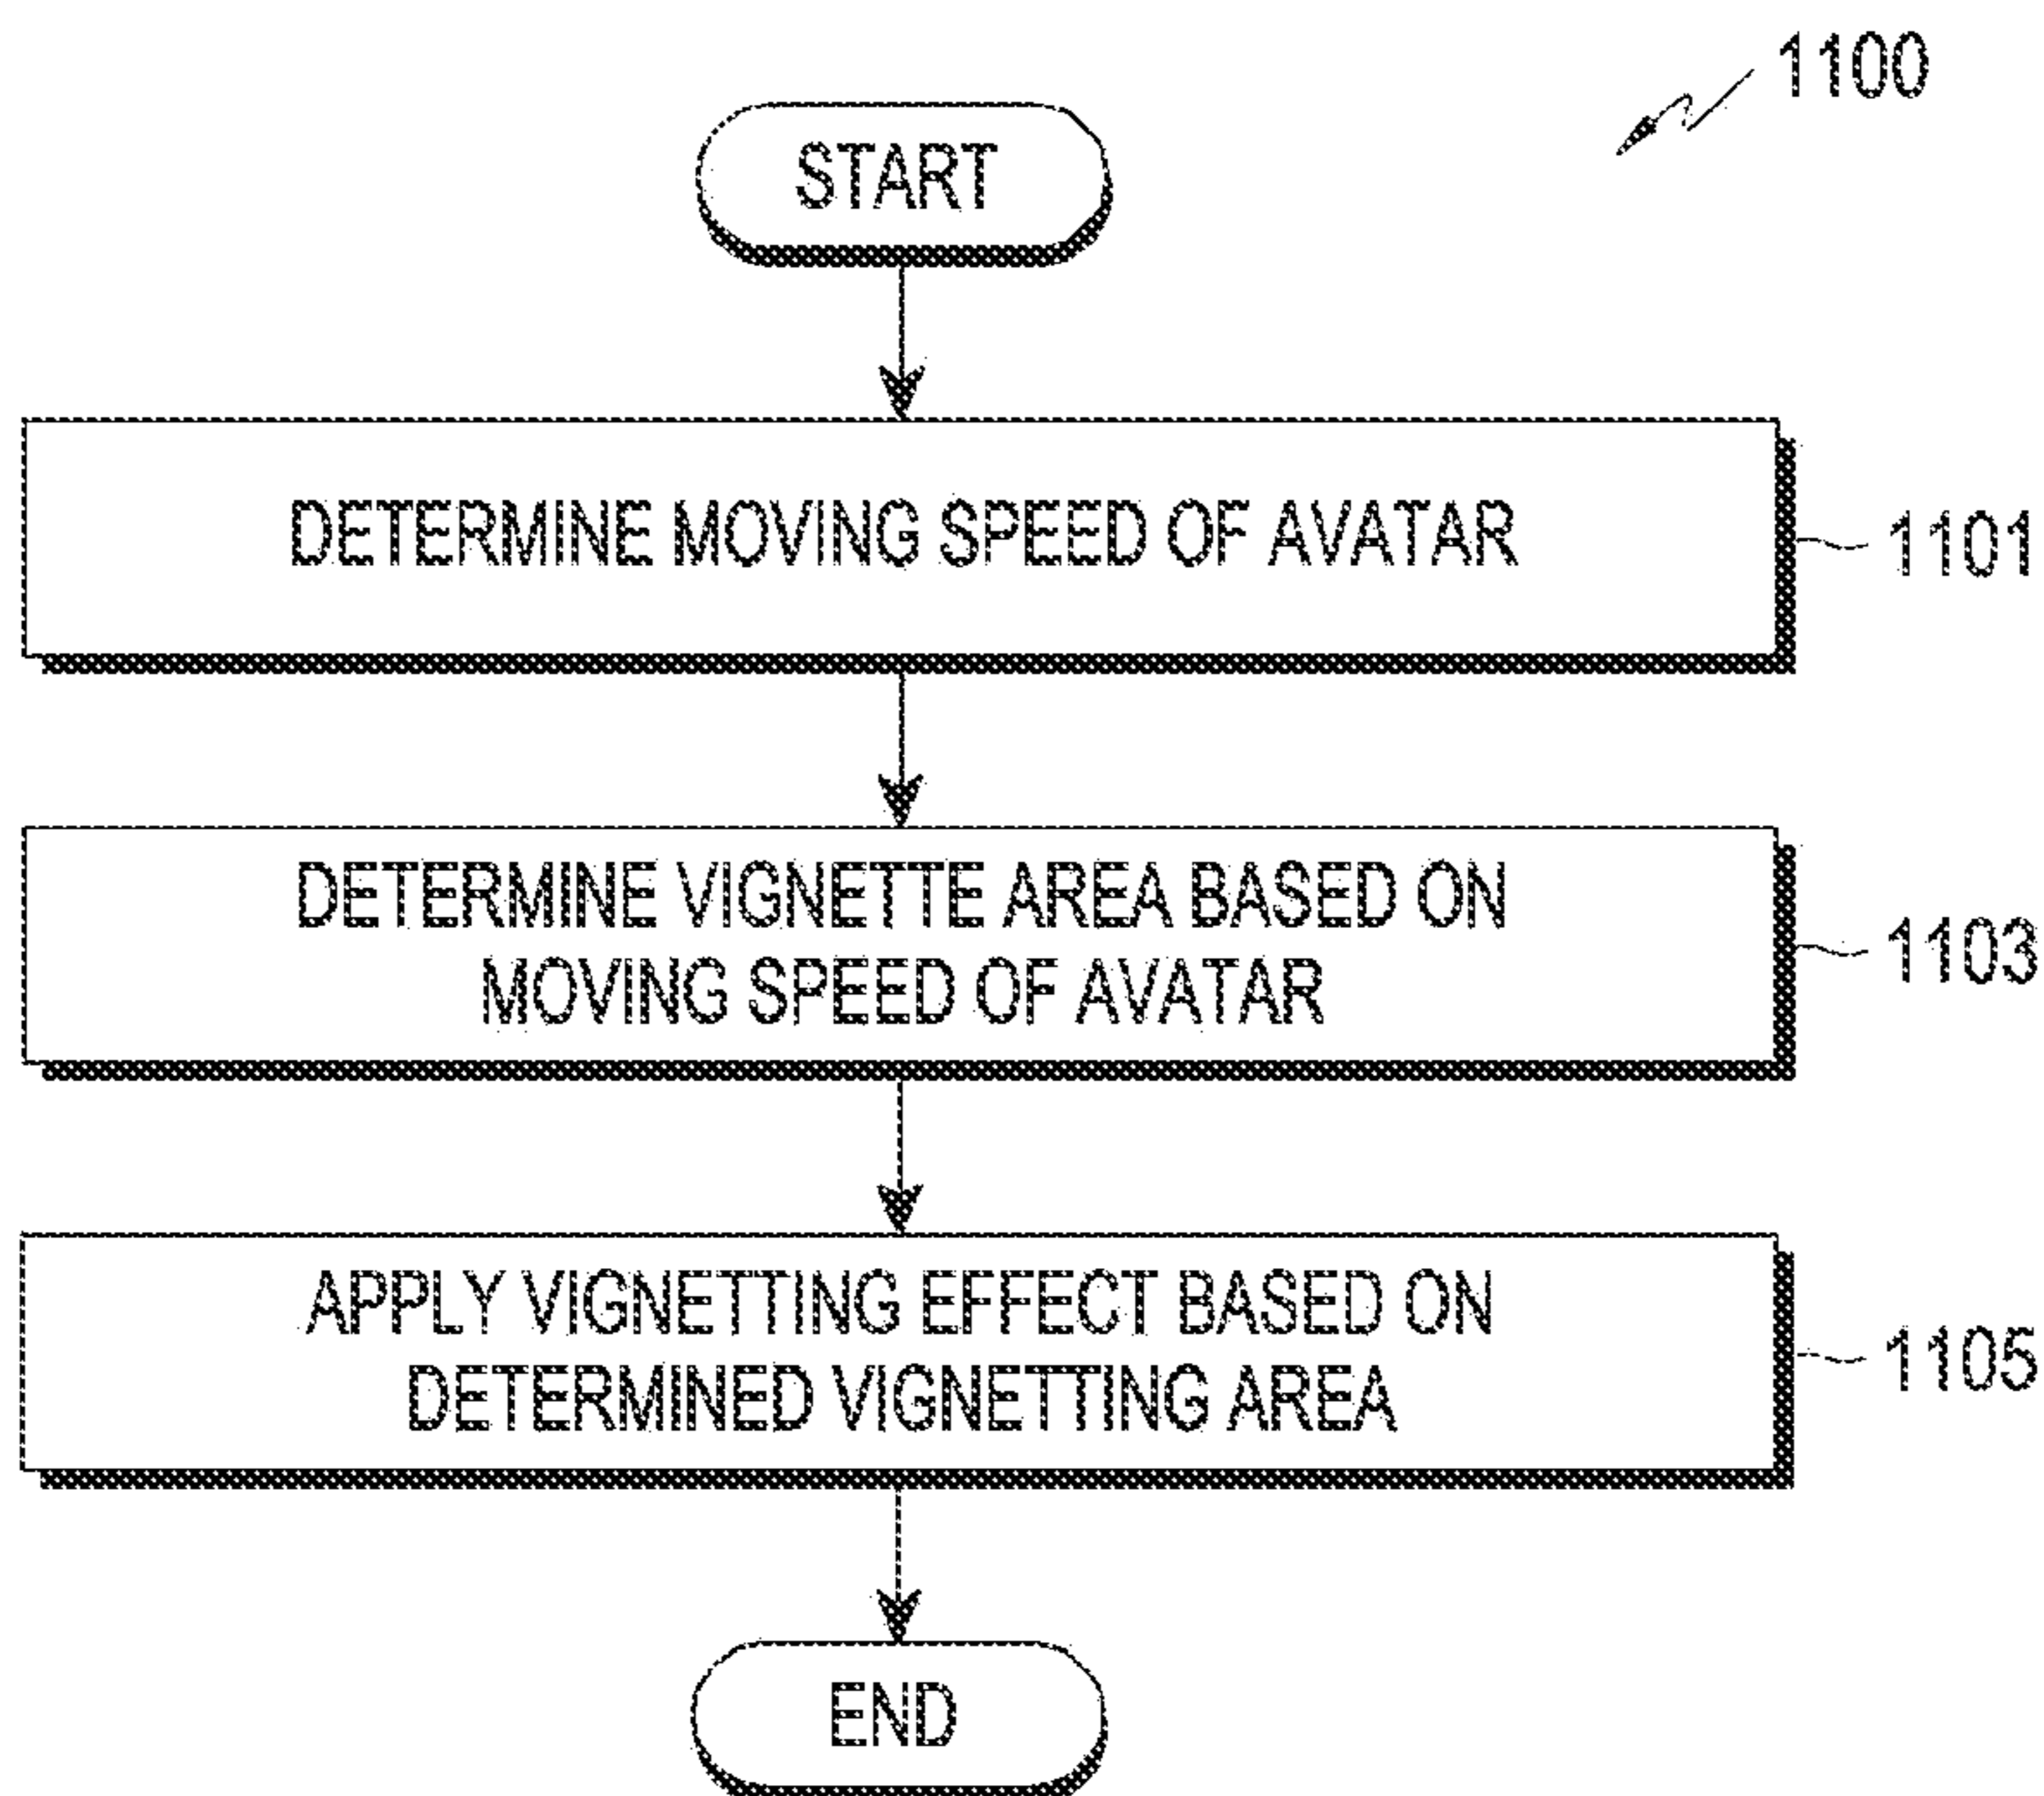 1100
START
DETERMINE MOVING SPEED OF AVATAR
1101
DETERMINE VIGNETTE AREA BASED ON
MOVING SPEED OF AVATAR
1103
APPLY VIGNETTING EFFECT BASED ON
DETERMINED VIGNETTING AREA
1105
END